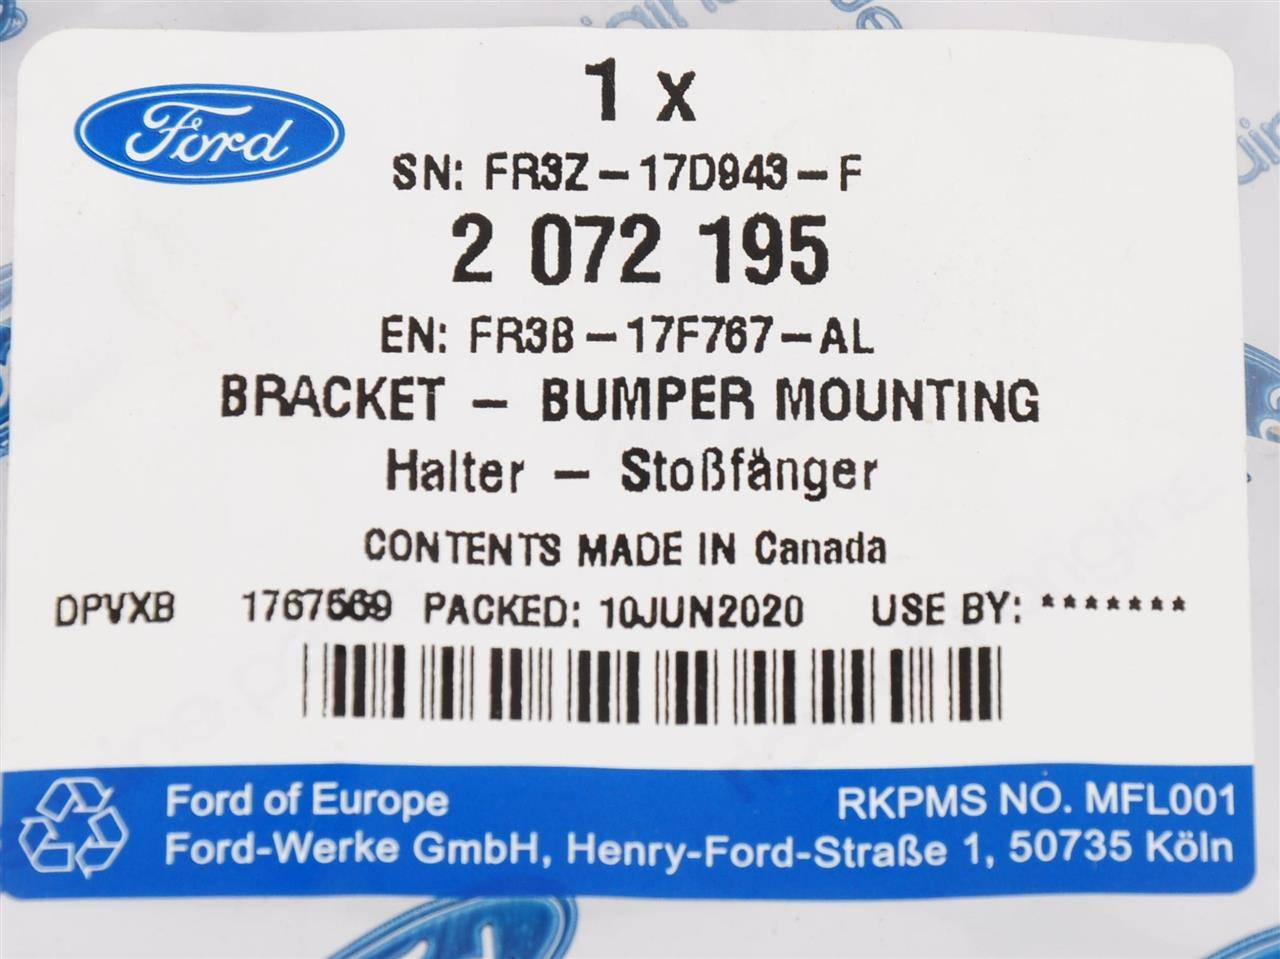 Ford
1 x
SN: FR3Z-17D943-F
2 072 195
EN: FR3B-17F767-AL
BRACKET - BUMPER MOUNTING
Halter - Stoßfänger
CONTENTS MADE IN Canada
DPVXB 1767569 PACKED: 10JUN2020 USE BY: *******
Ford of Europe RKPMS NO. MFL001
Ford-Werke GmbH, Henry-Ford-Straße 1, 50735 Köln